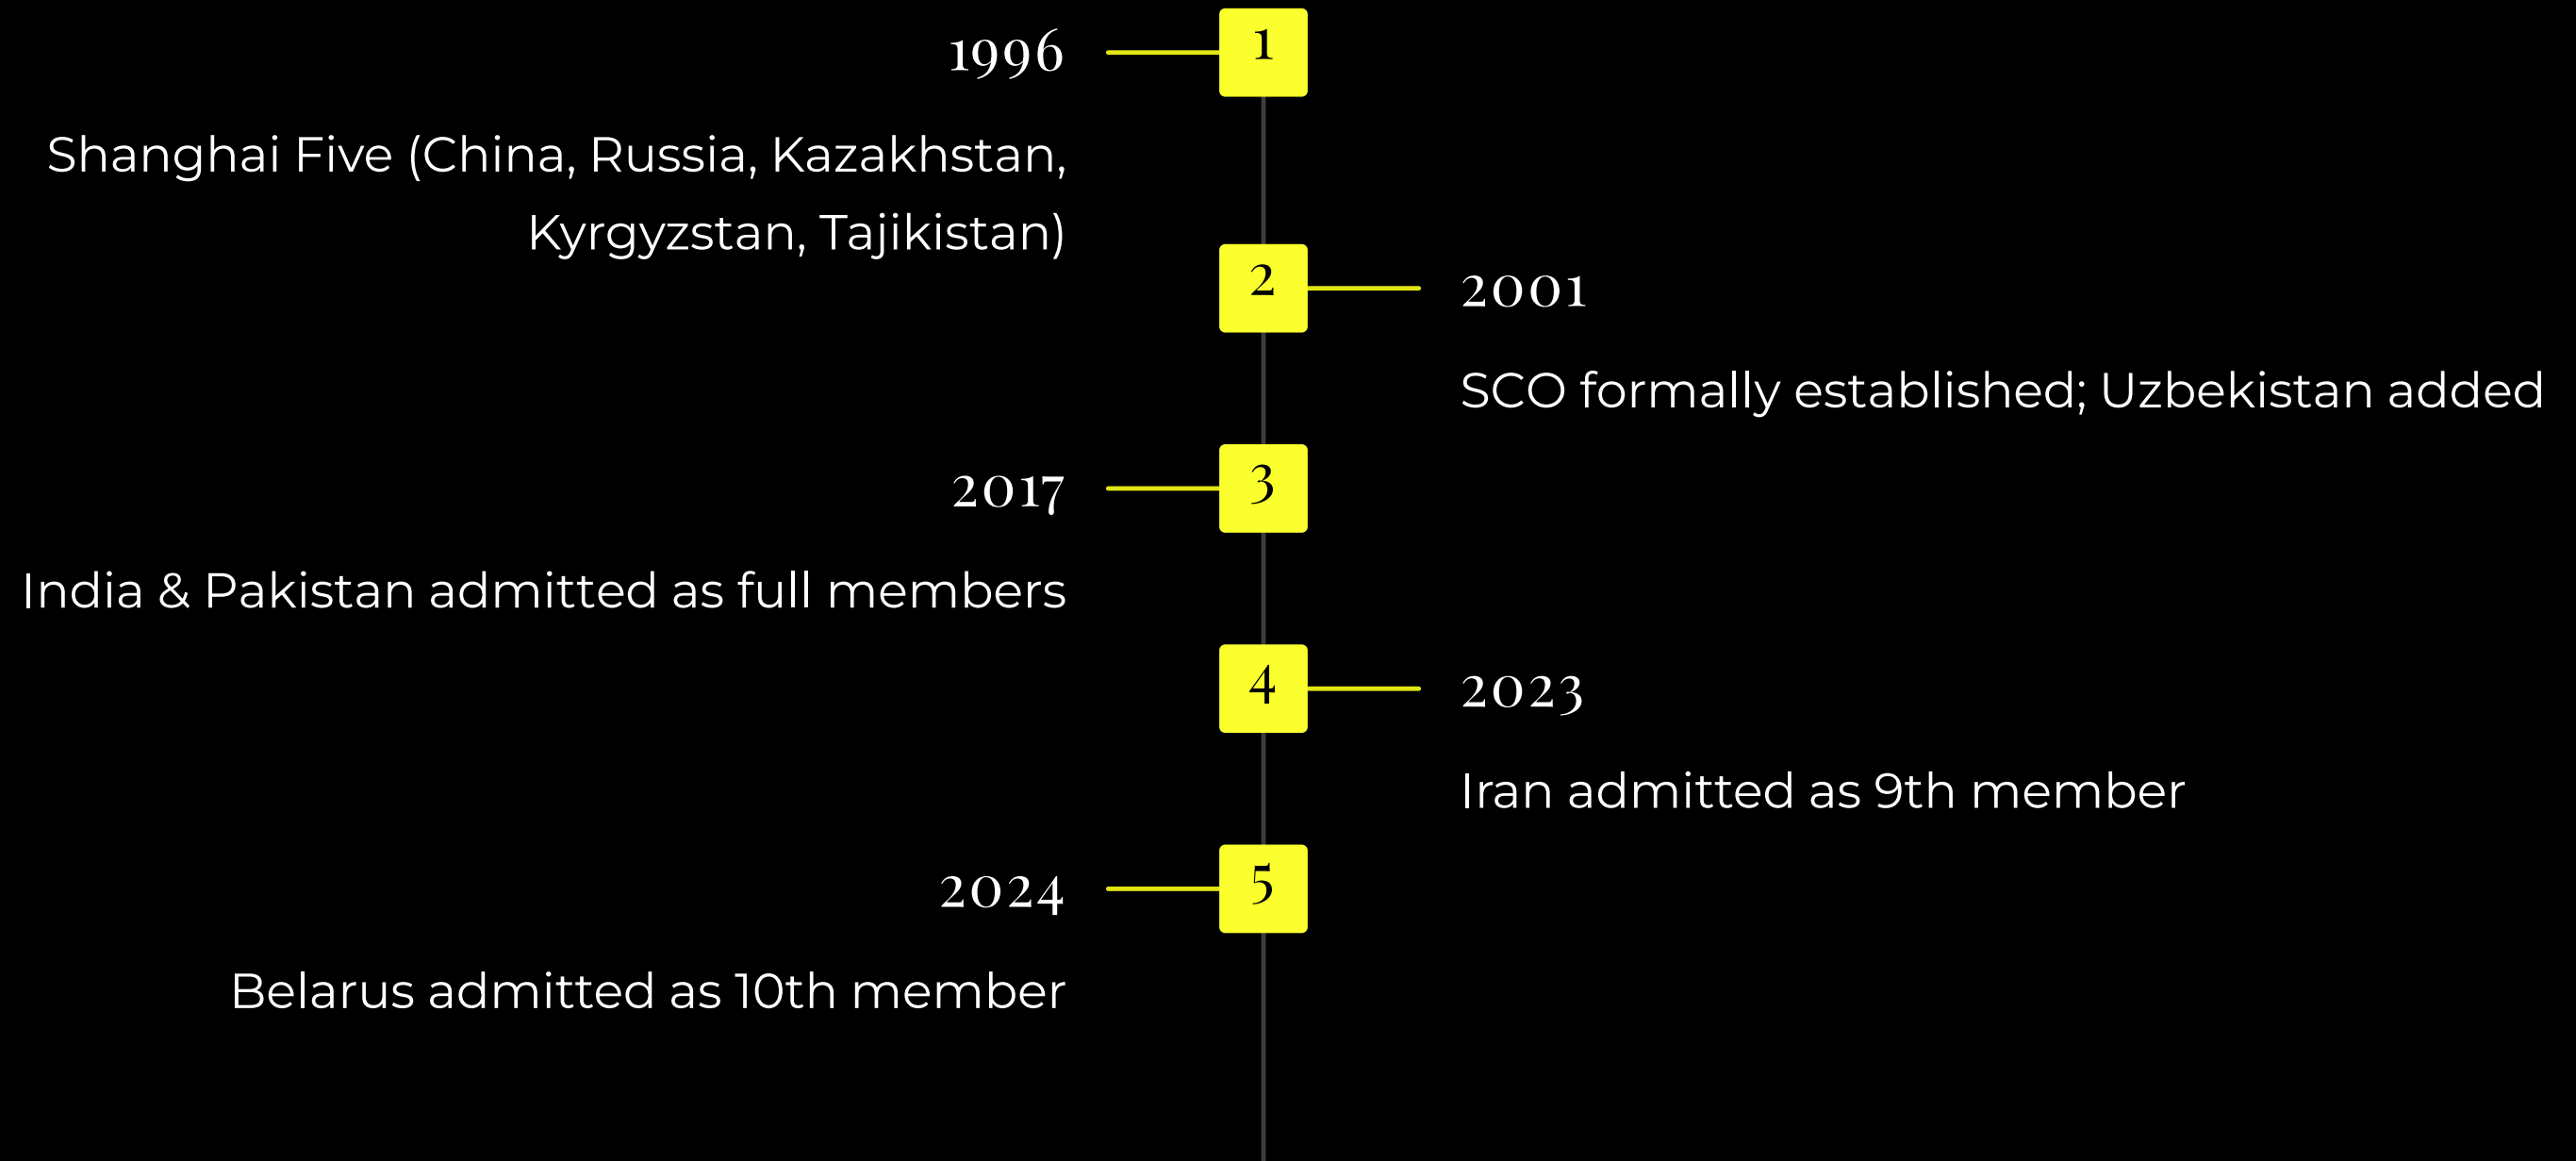 1
1996
Shanghai Five (China, Russia, Kazakhstan,
Kyrgyzstan, Tajikistan)
2
2001
SCO formally established; Uzbekistan added
3
2017
India & Pakistan admitted as full members
4
2023
Iran admitted as 9th member
5
2024
Belarus admitted as 10th member